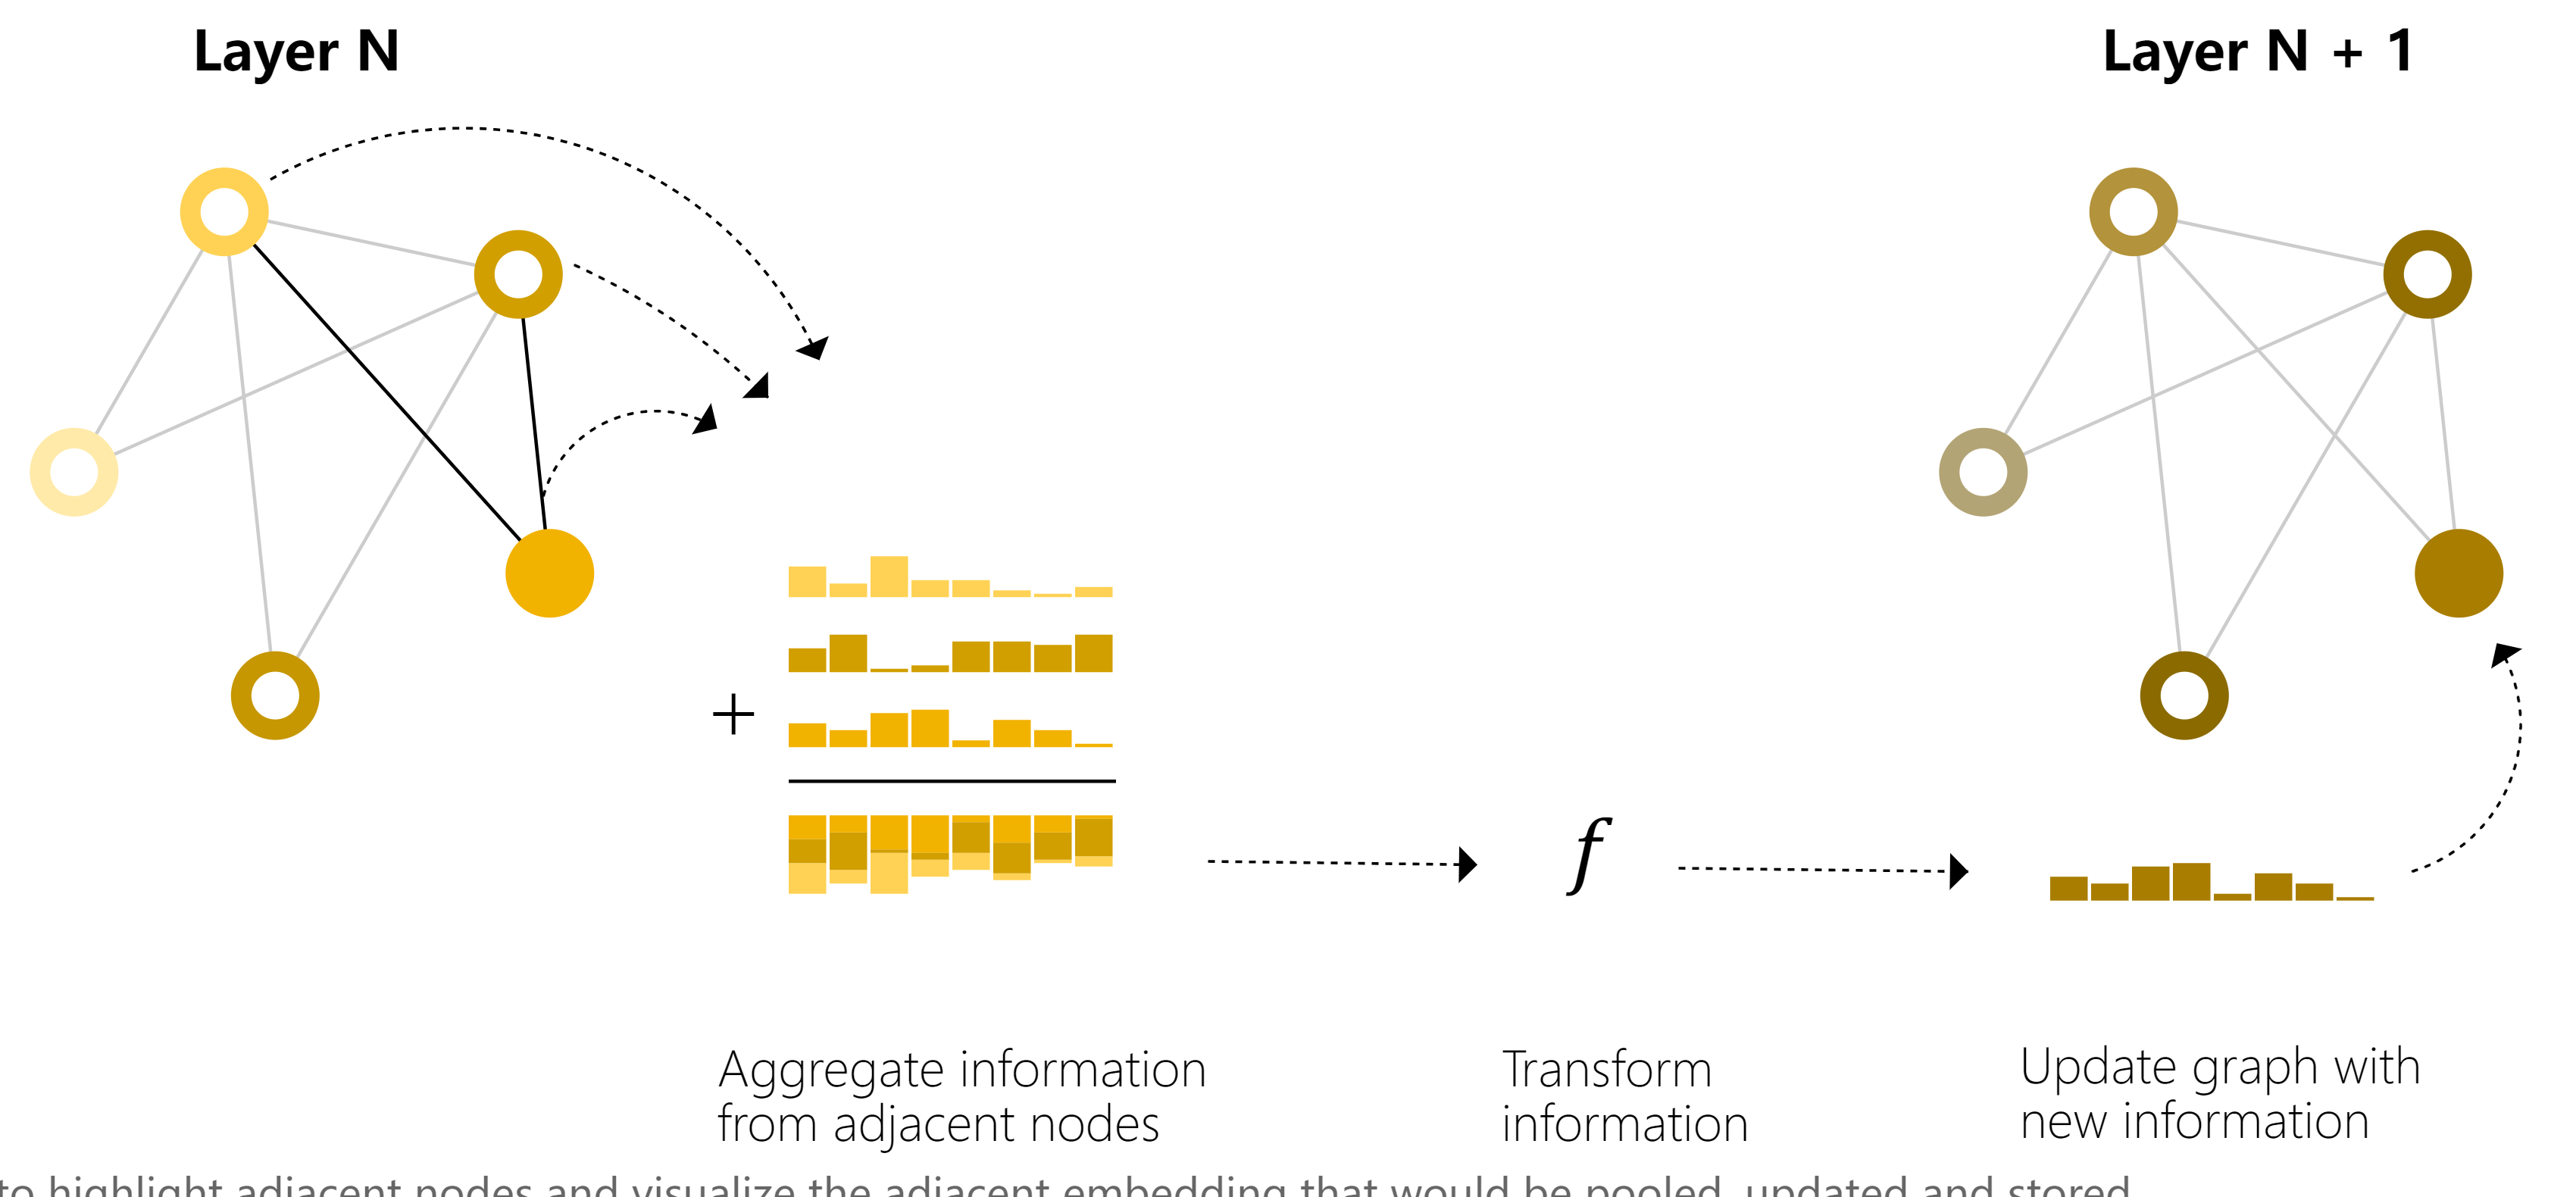 Layer N
Layer N + 1
+
f
Aggregate information
from adjacent nodes
Transform
information
Update graph with
new information
to highlight adjacent nodes and visualize the adjacent embedding that would be pooled, updated and stored